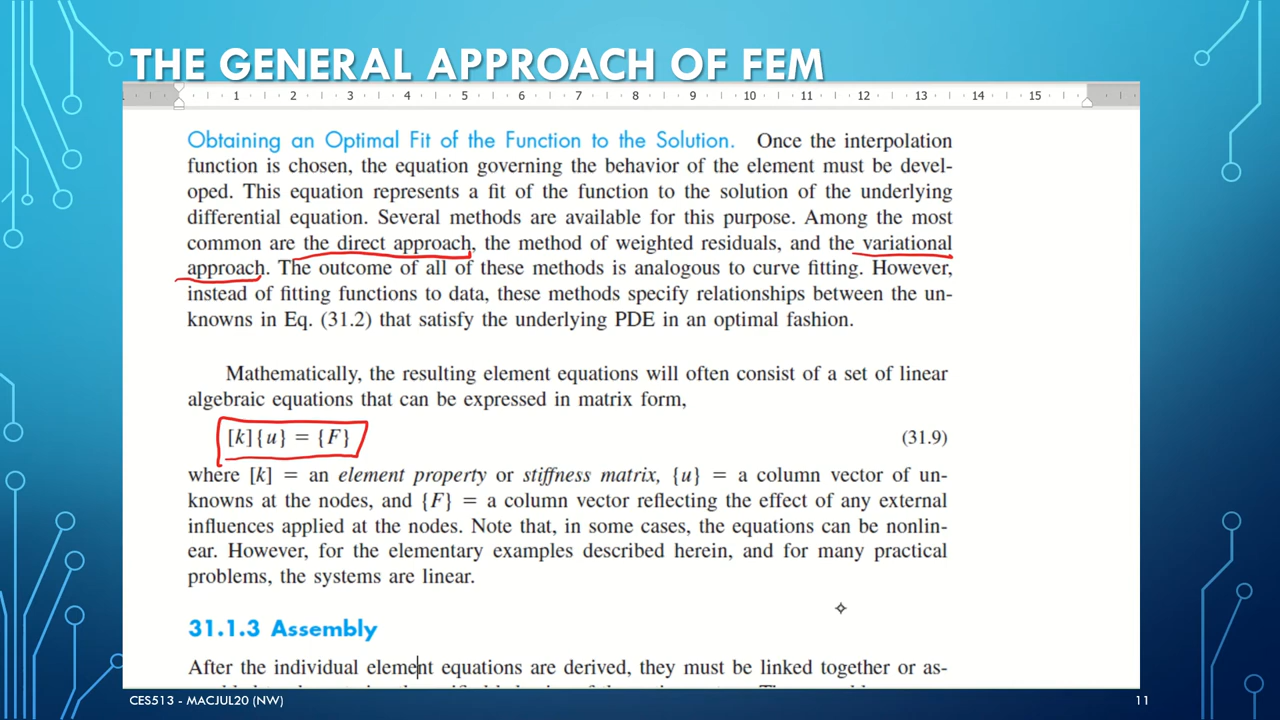 THE GENERAL APPROACH OF FEM
1 2 3 4 5 6 7 8 9 10 11 12 13 14 15
Obtaining an Optimal Fit of the Function to the Solution. Once the interpolation
function is chosen, the equation governing the behavior of the element must be devel-
oped. This equation represents a fit of the function to the solution of the underlying
differential equation. Several methods are available for this purpose. Among the most
common are the direct approach, the method of weighted residuals, and the variational
approach. The outcome of all of these methods is analogous to curve fitting. However,
instead of fitting functions to data, these methods specify relationships between the un-
knowns in Eq. (31.2) that satisfy the underlying PDE in an optimal fashion.
Mathematically, the resulting element equations will often consist of a set of linear
algebraic equations that can be expressed in matrix form,
[k]{u} = {F} (31.9)
where [k] = an element property or stiffness matrix, {u} = a column vector of un-
knowns at the nodes, and {F} = a column vector reflecting the effect of any external
influences applied at the nodes. Note that, in some cases, the equations can be nonlin-
ear. However, for the elementary examples described herein, and for many practical
problems, the systems are linear.
31.1.3 Assembly
After the individual element equations are derived, they must be linked together or as-
CES513 - MACJUL20 (NW) 11